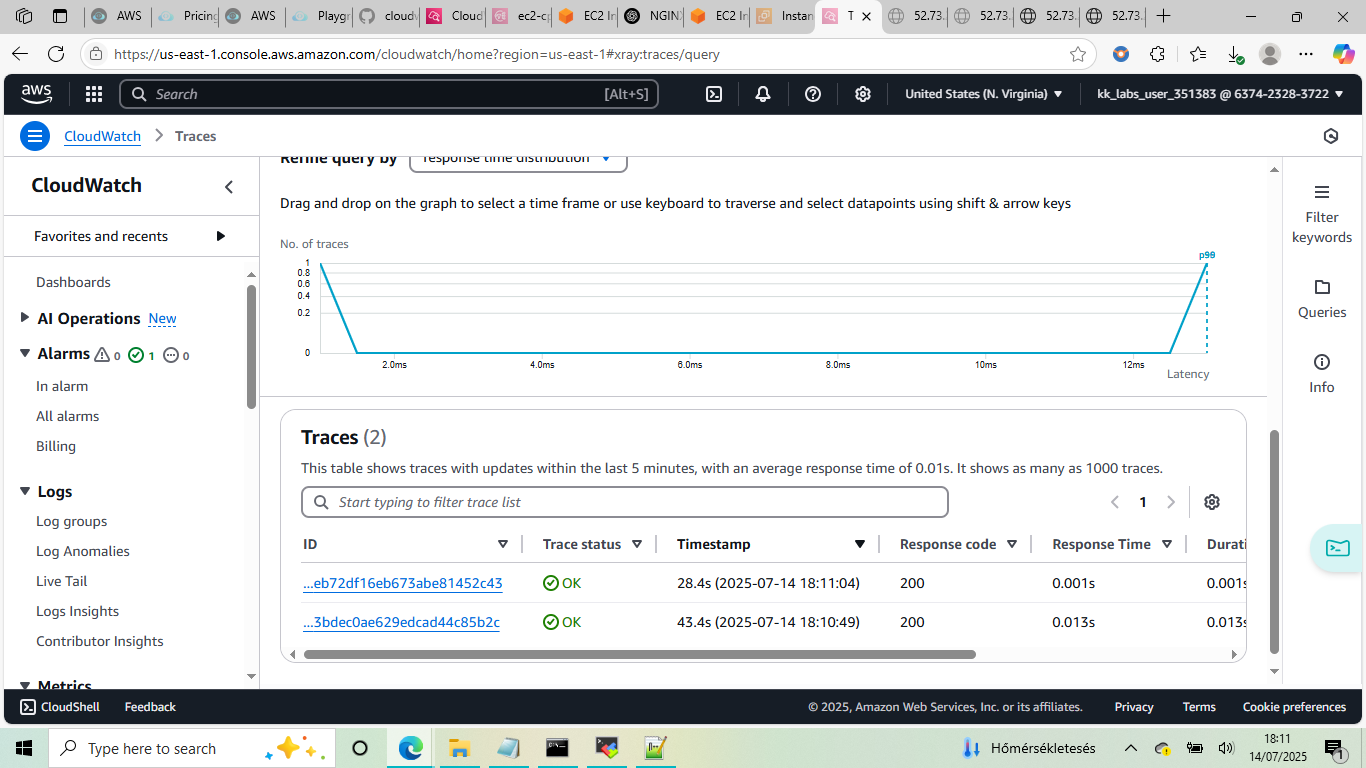 AWS
Pricing
AWS
Playgr
cloudv
Cloud
ec2-cp
EC2 In
NGINX
EC2 In
Instan
T
52.73.
52.73.
52.73.
52.73.
https://us-east-1.console.aws.amazon.com/cloudwatch/home?region=us-east-1#xray:traces/query
aws
Search
[Alt+S]
United States (N. Virginia)
kk_labs_user_351383 @ 6374-2328-3722
CloudWatch
Traces
CloudWatch
Favorites and recents
Dashboards
AI Operations New
Alarms 0 1 0
In alarm
All alarms
Billing
Logs
Log groups
Log Anomalies
Live Tail
Logs Insights
Contributor Insights
Metrics
Refine query by
response time distribution
Drag and drop on the graph to select a time frame or use keyboard to traverse and select datapoints using shift & arrow keys
No. of traces
p99
1
0.8
0.6
0.4
0.2
0
2.0ms
4.0ms
6.0ms
8.0ms
10ms
12ms
Latency
Traces (2)
This table shows traces with updates within the last 5 minutes, with an average response time of 0.01s. It shows as many as 1000 traces.
Start typing to filter trace list
1
ID Trace status Timestamp Response code Response Time Durati
...eb72df16eb673abe81452c43 OK 28.4s (2025-07-14 18:11:04) 200 0.001s 0.001s
...3bdec0ae629edcad44c85b2c OK 43.4s (2025-07-14 18:10:49) 200 0.013s 0.013s
Filter
keywords
Queries
Info
CloudShell
Feedback
© 2025, Amazon Web Services, Inc. or its affiliates.
Privacy
Terms
Cookie preferences
Type here to search
Hőmérsékletesés
18:11
14/07/2025
1